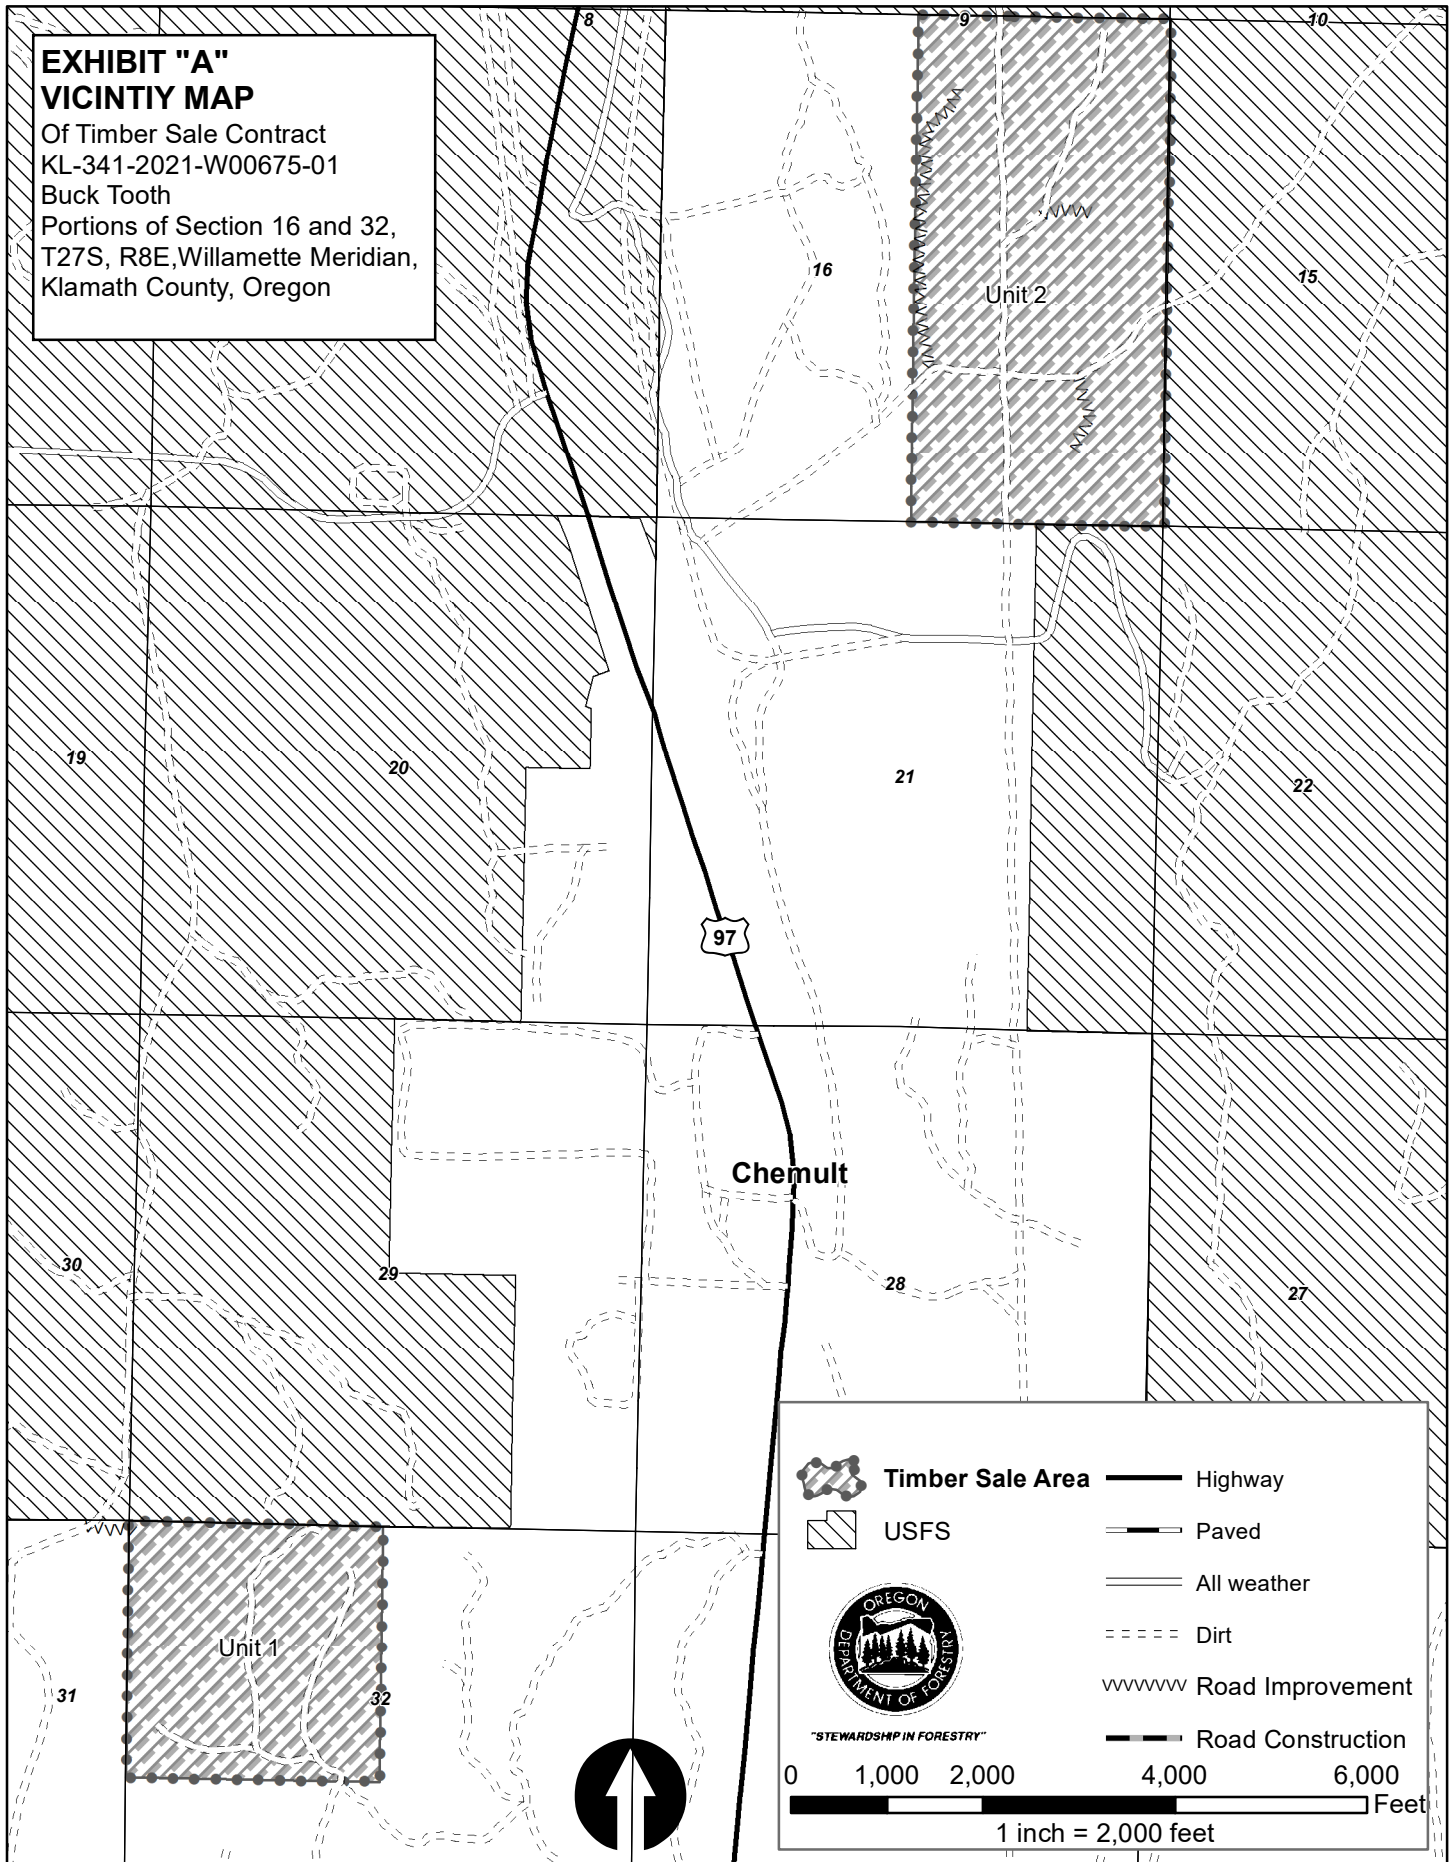 EXHIBIT "A"
VICINTIY MAP
Of Timber Sale Contract
KL-341-2021-W00675-01
Buck Tooth
Portions of Section 16 and 32,
T27S, R8E,Willamette Meridian,
Klamath County, Oregon
8
9
10
16
15
Unit 2
19
20
21
22
97
Chemult
30
29
28
27
31
Unit 1
32
Timber Sale Area
USFS
Highway
Paved
All weather
Dirt
Road Improvement
Road Construction
OREGON
DEPARTMENT OF FORESTRY
"STEWARDSHIP IN FORESTRY"
0 1,000 2,000 4,000 6,000
Feet
1 inch = 2,000 feet